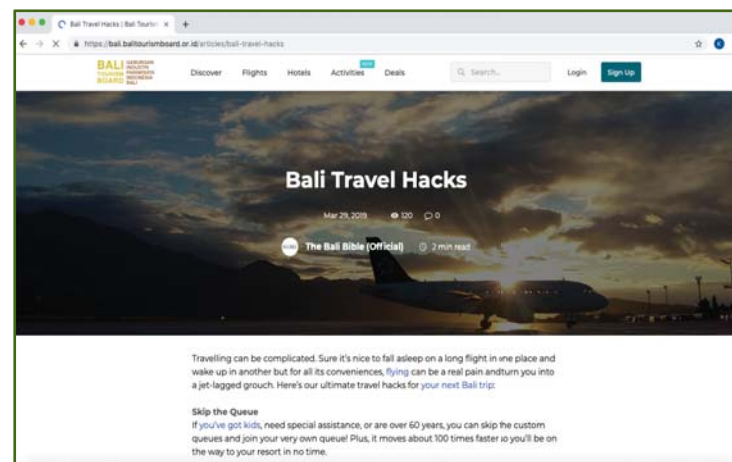 Bali Travel Hacks | Bali Tourism
https://bali.balitourismboard.or.id/articles/bali-travel-hacks
BALI
TOURISM
BOARD
GABUNGAN
INDUSTRI
PARIWISATA
INDONESIA
BALI
Discover
Flights
Hotels
Activities
NEW
Deals
Search...
Login
Sign Up
Bali Travel Hacks
Mar 29, 2019
120
0
The Bali Bible (Official)
2 min read
Travelling can be complicated. Sure it's nice to fall asleep on a long flight in one place and
wake up in another but for all its conveniences, flying can be a real pain andturn you into
a jet-lagged grouch. Here's our ultimate travel hacks for your next Bali trip:
Skip the Queue
If you've got kids, need special assistance, or are over 60 years, you can skip the custom
queues and join your very own queue! Plus, it moves about 100 times faster so you'll be on
the way to your resort in no time.